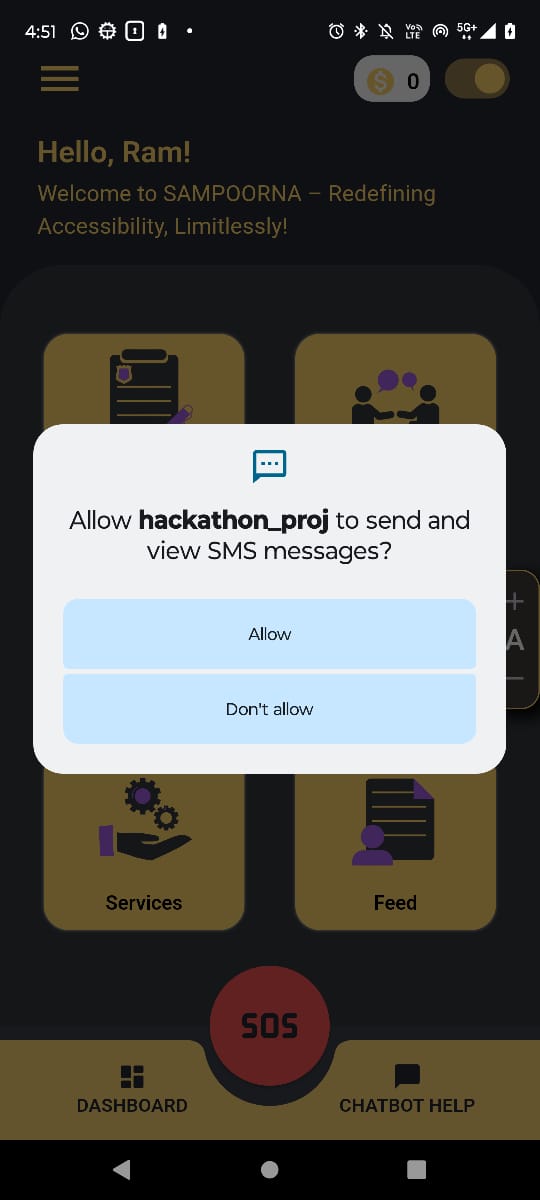 4:51
Vo))
LTE
5G+
0
Hello, Ram!
Welcome to SAMPOORNA – Redefining
Accessibility, Limitlessly!
Allow hackathon_proj to send and
view SMS messages?
Allow
Don't allow
+
A
−
Services
Feed
SOS
DASHBOARD
CHATBOT HELP